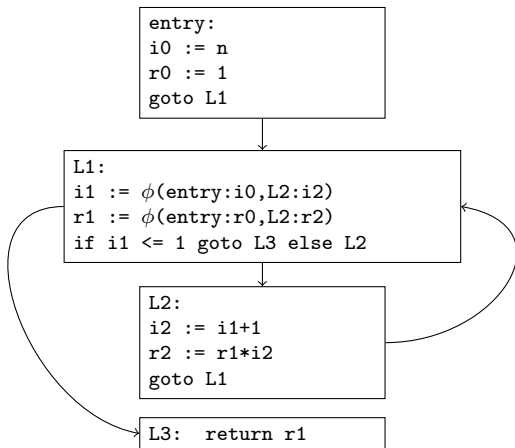 entry:
i0 := n
r0 := 1
goto L1
L1:
i1 := ϕ(entry:i0,L2:i2)
r1 := ϕ(entry:r0,L2:r2)
if i1 <= 1 goto L3 else L2
L2:
i2 := i1+1
r2 := r1*i2
goto L1
L3: return r1